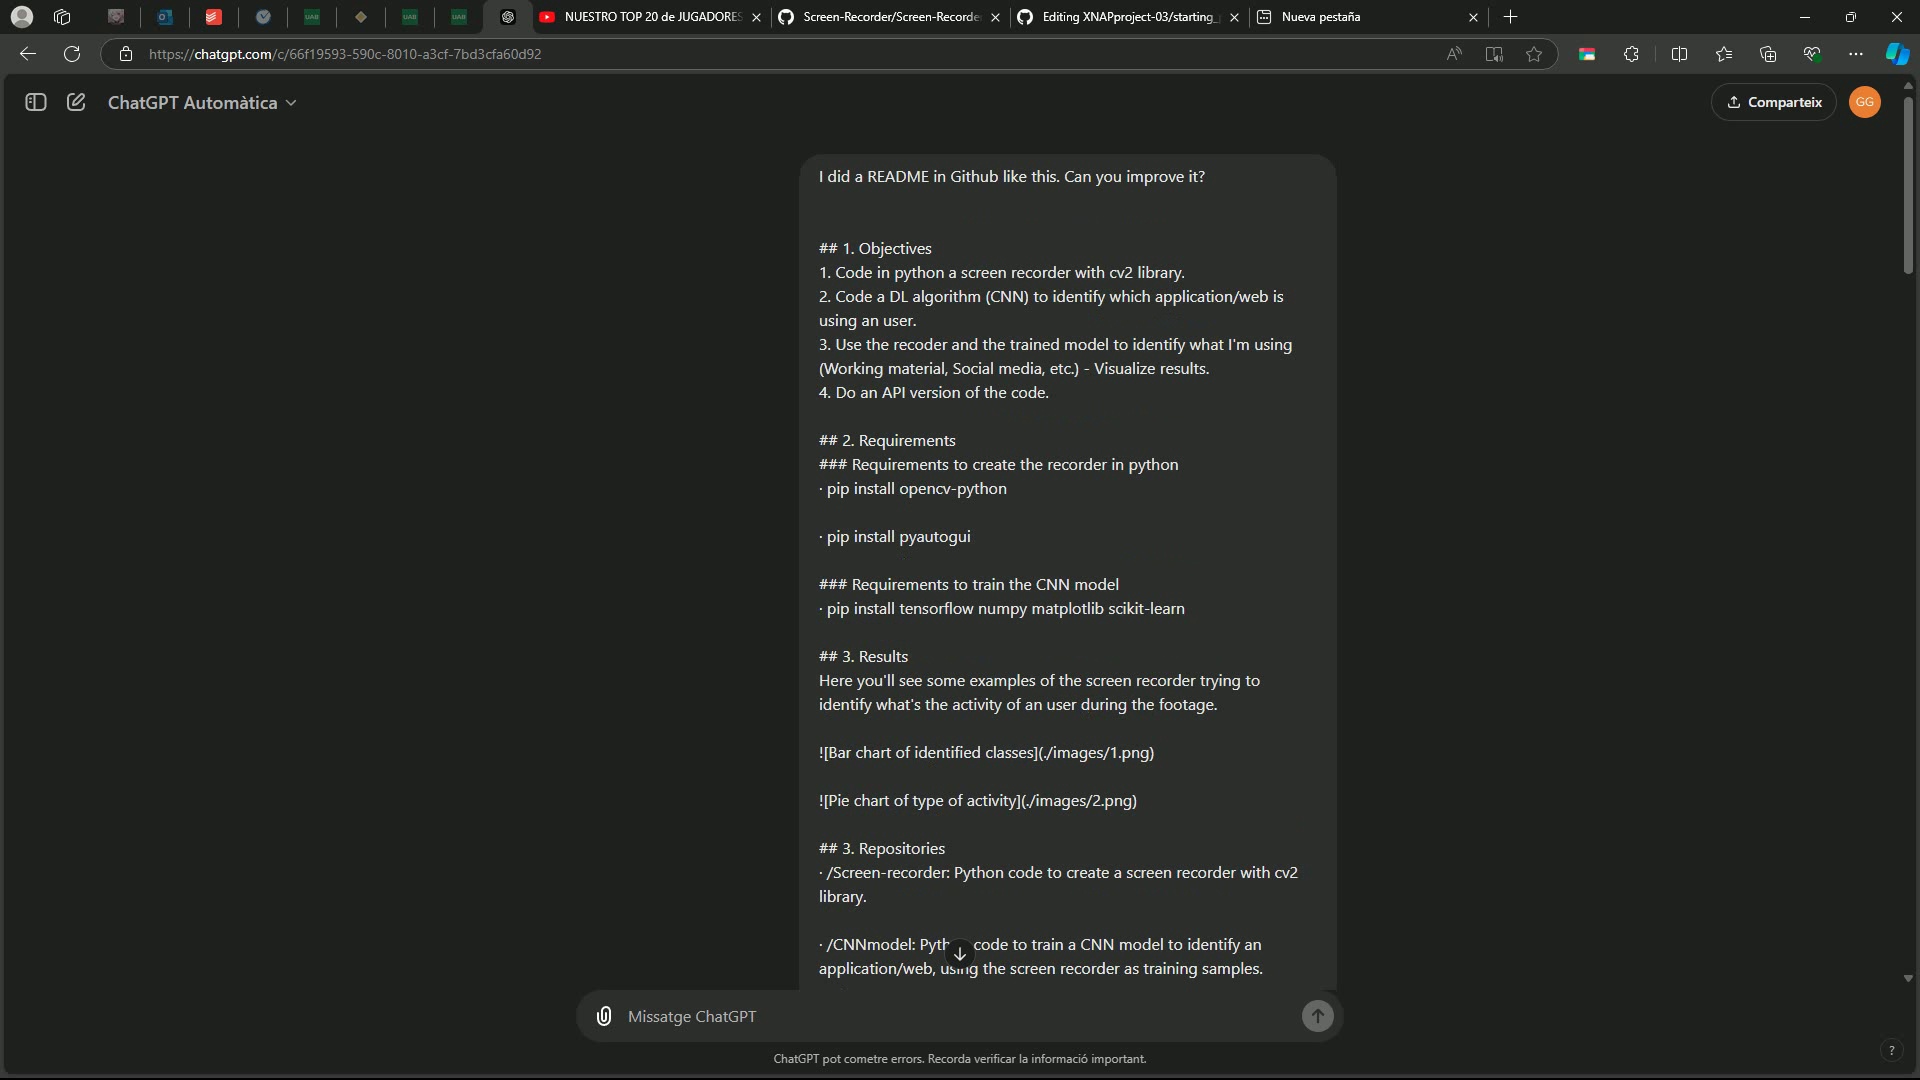 NUESTRO TOP 20 de JUGADORES
Screen-Recorder/Screen-Recorde
Editing XNAPproject-03/starting_
Nueva pestaña
https://chatgpt.com/c/66f19593-590c-8010-a3cf-7bd3cfa60d92
ChatGPT Automàtica
Comparteix
GG
I did a README in Github like this. Can you improve it?
## 1. Objectives
1. Code in python a screen recorder with cv2 library.
2. Code a DL algorithm (CNN) to identify which application/web is
using an user.
3. Use the recoder and the trained model to identify what I'm using
(Working material, Social media, etc.) - Visualize results.
4. Do an API version of the code.
## 2. Requirements
### Requirements to create the recorder in python
· pip install opencv-python
· pip install pyautogui
### Requirements to train the CNN model
· pip install tensorflow numpy matplotlib scikit-learn
## 3. Results
Here you'll see some examples of the screen recorder trying to
identify what's the activity of an user during the footage.
![Bar chart of identified classes](./images/1.png)
![Pie chart of type of activity](./images/2.png)
## 3. Repositories
· /Screen-recorder: Python code to create a screen recorder with cv2
library.
· /CNNmodel: Pyth code to train a CNN model to identify an
application/web, using the screen recorder as training samples.
Missatge ChatGPT
ChatGPT pot cometre errors. Recorda verificar la informació important.
?